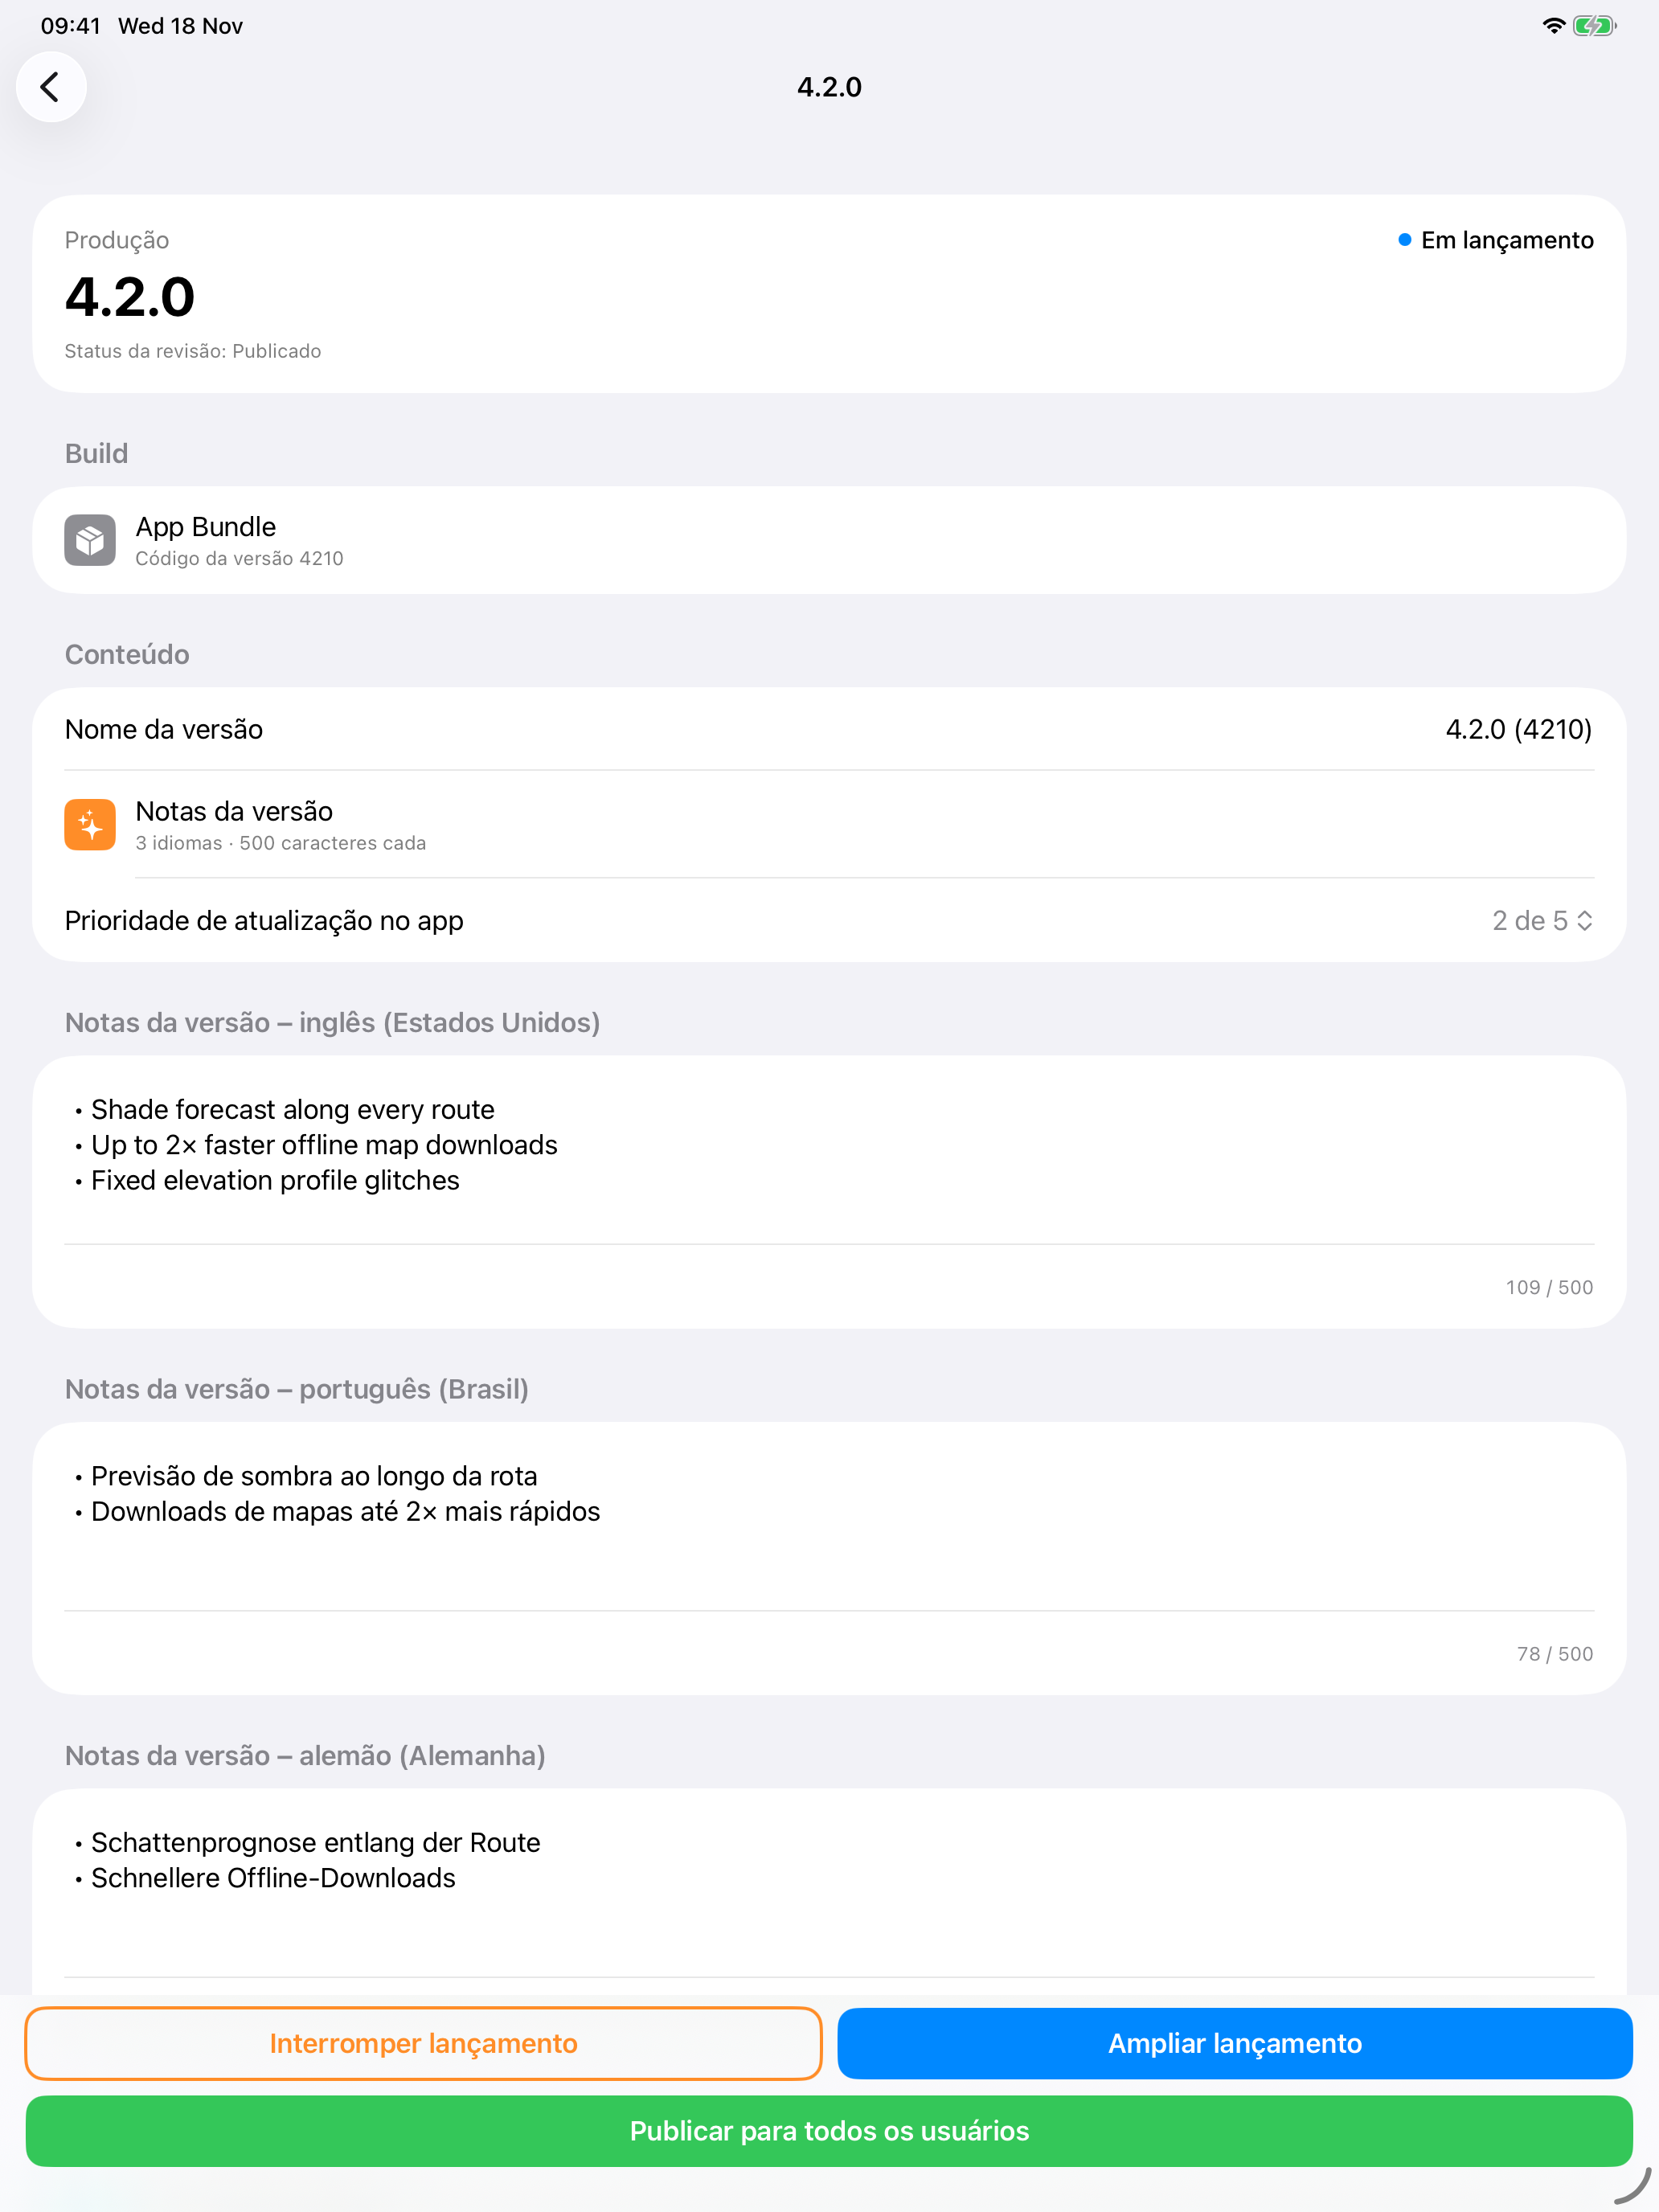 09:41 Wed 18 Nov
4.2.0
Produção
Em lançamento
4.2.0
Status da revisão: Publicado
Build
App Bundle
Código da versão 4210
Conteúdo
Nome da versão
4.2.0 (4210)
Notas da versão
3 idiomas · 500 caracteres cada
Prioridade de atualização no app
2 de 5
Notas da versão – inglês (Estados Unidos)
• Shade forecast along every route
• Up to 2× faster offline map downloads
• Fixed elevation profile glitches
109 / 500
Notas da versão – português (Brasil)
• Previsão de sombra ao longo da rota
• Downloads de mapas até 2× mais rápidos
78 / 500
Notas da versão – alemão (Alemanha)
• Schattenprognose entlang der Route
• Schnellere Offline-Downloads
Interromper lançamento
Ampliar lançamento
Publicar para todos os usuários